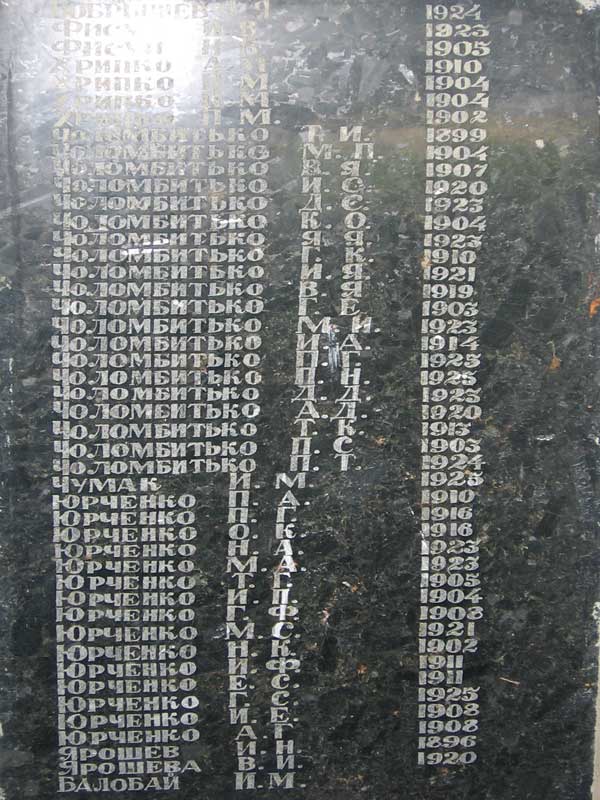 Я 1924
ФИСУН И. В. 1923
ФИСУН Н. К. 1905
ХРИПКО 1910
ХРИПКО М. 1904
ХРИПКО М. 1904
ХРИПКО П. М. 1902
ЧОЛОМБИТЬКО Т. И. 1899
ЧОЛОМБИТЬКО М. П. 1904
ЧОЛОМБИТЬКО В. Я. 1907
ЧОЛОМБИТЬКО И. С. 1920
ЧОЛОМБИТЬКО Д. Є. 1923
ЧОЛОМБИТЬКО К. О. 1904
ЧОЛОМБИТЬКО Я. Я. 1923
ЧОЛОМБИТЬКО Г. К. 1910
ЧОЛОМБИТЬКО И. Я. 1921
ЧОЛОМБИТЬКО В. Я. 1919
ЧОЛОМБИТЬКО Г. Е. 1903
ЧОЛОМБИТЬКО М. И. 1923
ЧОЛОМБИТЬКО И. А. 1914
ЧОЛОМБИТЬКО П. Г. 1925
ЧОЛОМБИТЬКО П. Н. 1925
ЧОЛОМБИТЬКО Д. Д. 1923
ЧОЛОМБИТЬКО А. Д. 1920
ЧОЛОМБИТЬКО Т. К. 1913
ЧОЛОМБИТЬКО П. С. 1903
ЧОЛОМБИТЬКО П. Т. 1924
ЧУМАК И. М. 1925
ЮРЧЕНКО П. А. 1910
ЮРЧЕНКО П. Г. 1916
ЮРЧЕНКО О. К. 1916
ЮРЧЕНКО Н. А. 1923
ЮРЧЕНКО М. А. 1923
ЮРЧЕНКО Т. Г. 1905
ЮРЧЕНКО И. П. 1904
ЮРЧЕНКО Г. Ф. 1903
ЮРЧЕНКО М. С. 1921
ЮРЧЕНКО Н. К. 1902
ЮРЧЕНКО И. Ф. 1911
ЮРЧЕНКО Е. С. 1911
ЮРЧЕНКО Г. С. 1925
ЮРЧЕНКО И. Е. 1908
ЮРЧЕНКО А. Г. 1908
ЯРОШЕВ И. Н. 1896
ЯРОШЕВА В. И. 1920
БАЛОБАЙ И. М.